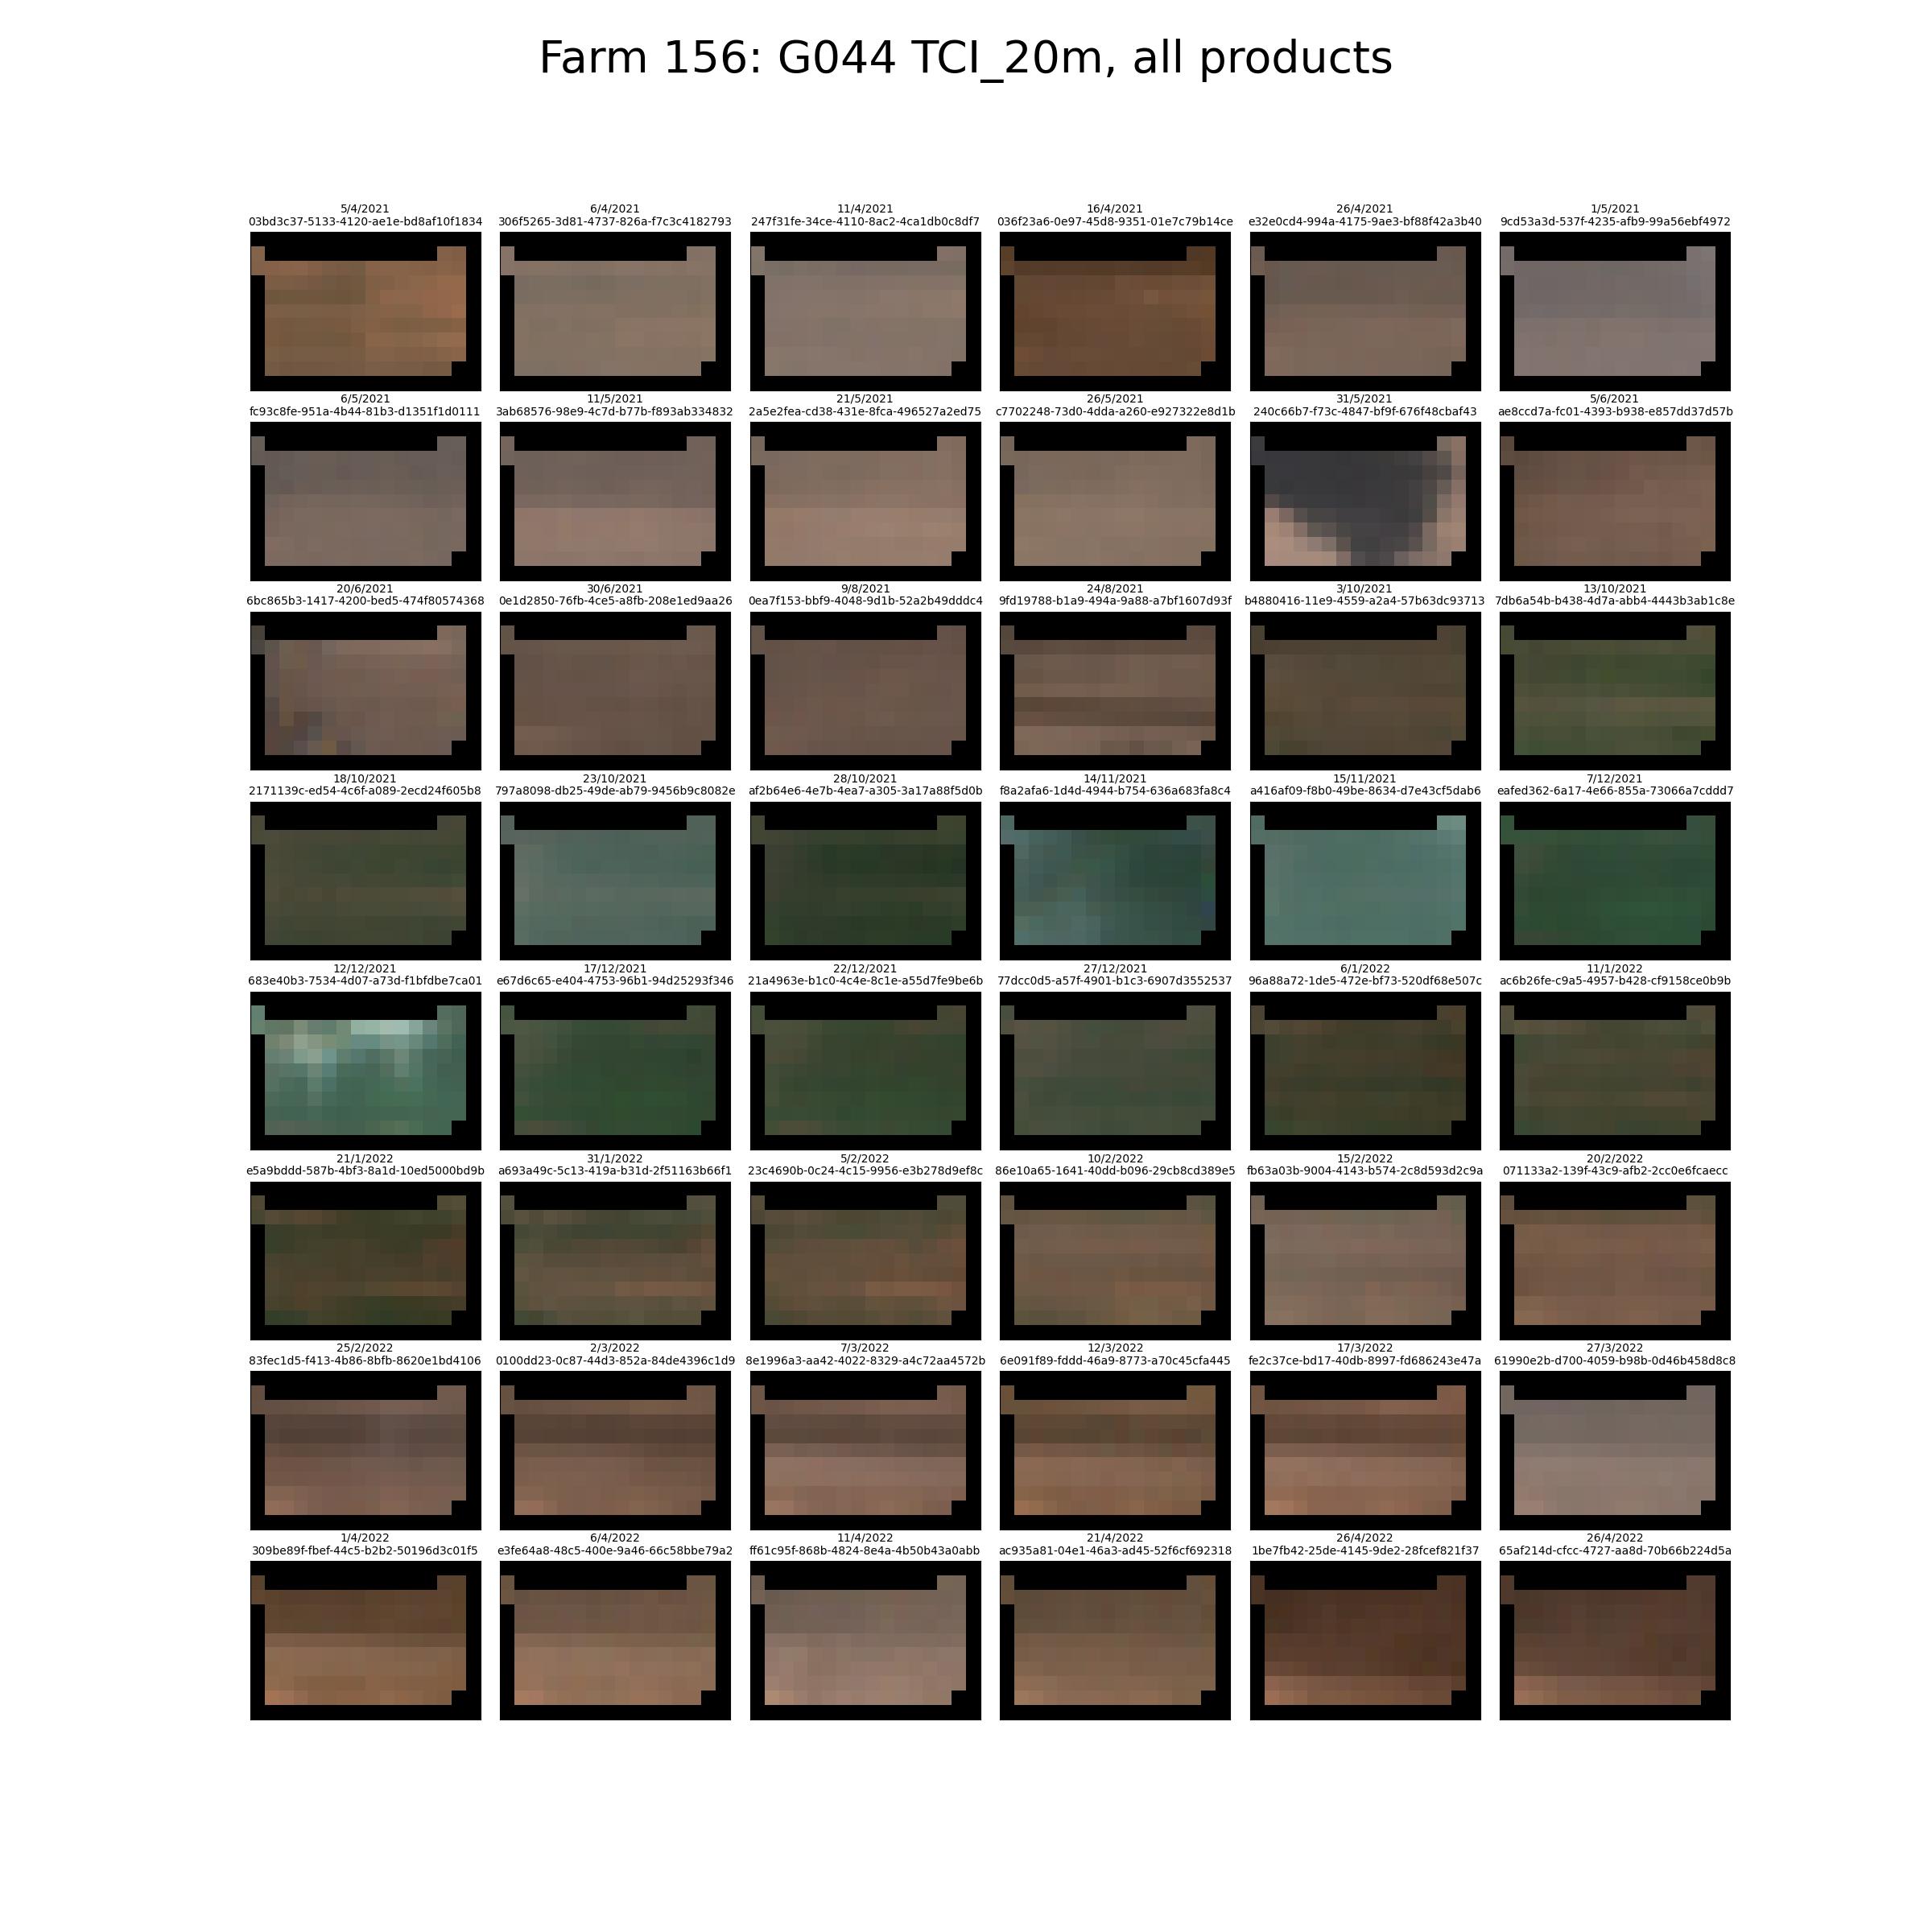 Farm 156: G044 TCI_20m, all products
5/4/2021
03bd3c37-5133-4120-ae1e-bd8af10f1834
6/4/2021
306f5265-3d81-4737-826a-f7c3c4182793
11/4/2021
247f31fe-34ce-4110-8ac2-4ca1db0c8df7
16/4/2021
036f23a6-0e97-45d8-9351-01e7c79b14ce
26/4/2021
e32e0cd4-994a-4175-9ae3-bf88f42a3b40
1/5/2021
9cd53a3d-537f-4235-afb9-99a56ebf4972
6/5/2021
fc93c8fe-951a-4b44-81b3-d1351f1d0111
11/5/2021
3ab68576-98e9-4c7d-b77b-f893ab334832
21/5/2021
2a5e2fea-cd38-431e-8fca-496527a2ed75
26/5/2021
c7702248-73d0-4dda-a260-e927322e8d1b
31/5/2021
240c66b7-f73c-4847-bf9f-676f48cbaf43
5/6/2021
ae8ccd7a-fc01-4393-b938-e857dd37d57b
20/6/2021
6bc865b3-1417-4200-bed5-474f80574368
30/6/2021
0e1d2850-76fb-4ce5-a8fb-208e1ed9aa26
9/8/2021
0ea7f153-bbf9-4048-9d1b-52a2b49dddc4
24/8/2021
9fd19788-b1a9-494a-9a88-a7bf1607d93f
3/10/2021
b4880416-11e9-4559-a2a4-57b63dc93713
13/10/2021
7db6a54b-b438-4d7a-abb4-4443b3ab1c8e
18/10/2021
2171139c-ed54-4c6f-a089-2ecd24f605b8
23/10/2021
797a8098-db25-49de-ab79-9456b9c8082e
28/10/2021
af2b64e6-4e7b-4ea7-a305-3a17a88f5d0b
14/11/2021
f8a2afa6-1d4d-4944-b754-636a683fa8c4
15/11/2021
a416af09-f8b0-49be-8634-d7e43cf5dab6
7/12/2021
eafed362-6a17-4e66-855a-73066a7cddd7
12/12/2021
683e40b3-7534-4d07-a73d-f1bfdbe7ca01
17/12/2021
e67d6c65-e404-4753-96b1-94d25293f346
22/12/2021
21a4963e-b1c0-4c4e-8c1e-a55d7fe9be6b
27/12/2021
77dcc0d5-a57f-4901-b1c3-6907d3552537
6/1/2022
96a88a72-1de5-472e-bf73-520df68e507c
11/1/2022
ac6b26fe-c9a5-4957-b428-cf9158ce0b9b
21/1/2022
e5a9bddd-587b-4bf3-8a1d-10ed5000bd9b
31/1/2022
a693a49c-5c13-419a-b31d-2f51163b66f1
5/2/2022
23c4690b-0c24-4c15-9956-e3b278d9ef8c
10/2/2022
86e10a65-1641-40dd-b096-29cb8cd389e5
15/2/2022
fb63a03b-9004-4143-b574-2c8d593d2c9a
20/2/2022
071133a2-139f-43c9-afb2-2cc0e6fcaecc
25/2/2022
83fec1d5-f413-4b86-8bfb-8620e1bd4106
2/3/2022
0100dd23-0c87-44d3-852a-84de4396c1d9
7/3/2022
8e1996a3-aa42-4022-8329-a4c72aa4572b
12/3/2022
6e091f89-fddd-46a9-8773-a70c45cfa445
17/3/2022
fe2c37ce-bd17-40db-8997-fd686243e47a
27/3/2022
61990e2b-d700-4059-b98b-0d46b458d8c8
1/4/2022
309be89f-fbef-44c5-b2b2-50196d3c01f5
6/4/2022
e3fe64a8-48c5-400e-9a46-66c58bbe79a2
11/4/2022
ff61c95f-868b-4824-8e4a-4b50b43a0abb
21/4/2022
ac935a81-04e1-46a3-ad45-52f6cf692318
26/4/2022
1be7fb42-25de-4145-9de2-28fcef821f37
26/4/2022
65af214d-cfcc-4727-aa8d-70b66b224d5a